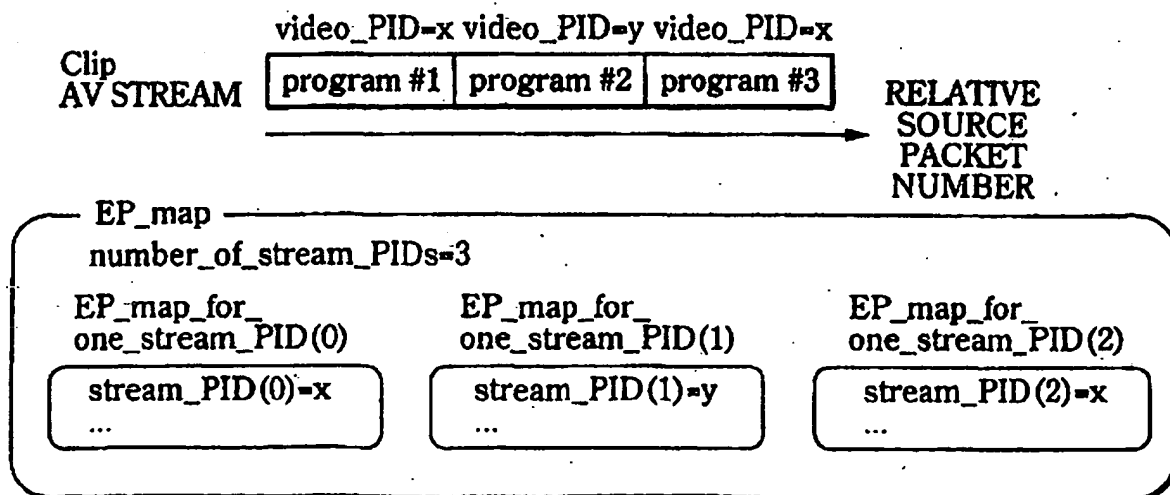 video_PID=x video_PID=y video_PID=x
Clip
AV STREAM
program #1 program #2 program #3
RELATIVE
SOURCE
PACKET
NUMBER
EP_map
number_of_stream_PIDs=3
EP_map_for_
one_stream_PID(0)
stream_PID(0)=x
...
EP_map_for_
one_stream_PID(1)
stream_PID(1)=y
...
EP_map_for_
one_stream_PID(2)
stream_PID(2)=x
...